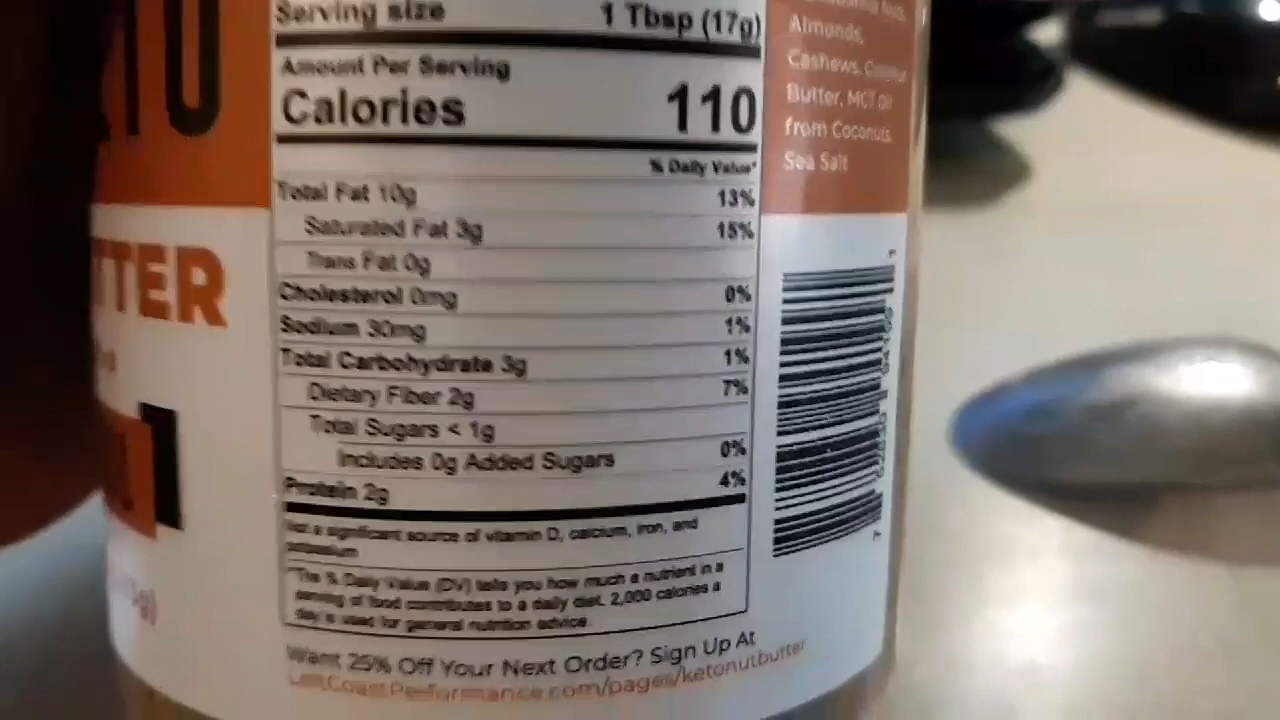 TO
TTER
Serving size 1 Tbsp (17g)
Amount Per Serving
Calories 110
% Daily Value*
Total Fat 10g 13%
Saturated Fat 3g 15%
Trans Fat 0g
Cholesterol 0mg 0%
Sodium 30mg 1%
Total Carbohydrate 3g 1%
Dietary Fiber 2g 7%
Total Sugars < 1g
Includes 0g Added Sugars 0%
Protein 2g 4%
Not a significant source of vitamin D, calcium, iron, and
potassium
*The % Daily Value (DV) tells you how much a nutrient in a
serving of food contributes to a daily diet. 2,000 calories a
day is used for general nutrition advice.
Want 25% Off Your Next Order? Sign Up At
LeftCoastPerformance.com/pages/ketonutbutter
Nuts,
Almonds,
Cashews, Coconut
Butter, MCT oil
from Coconuts,
Sea Salt